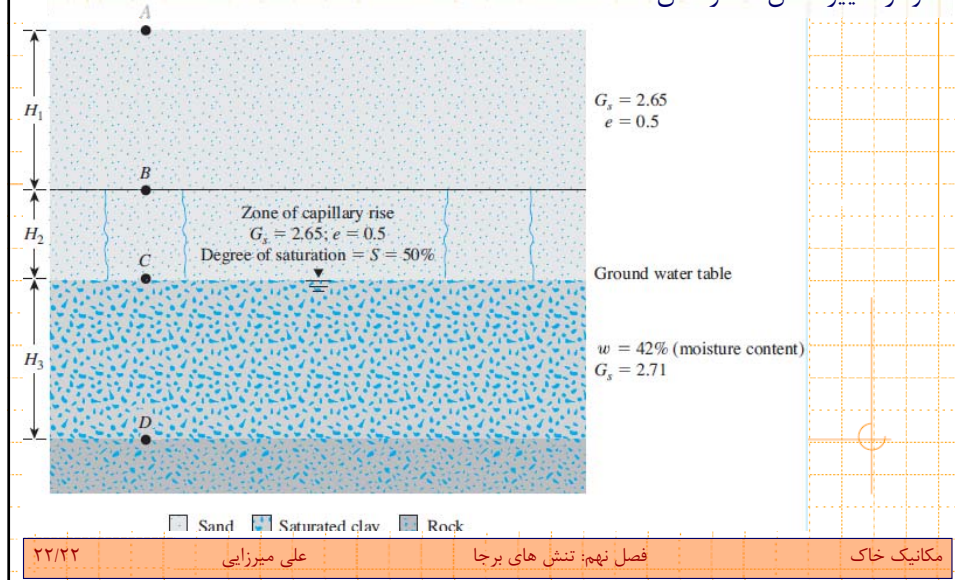 A
H₁
Gₛ = 2.65
e = 0.5
B
H₂
Zone of capillary rise
Gₛ = 2.65; e = 0.5
Degree of saturation = S = 50%
C
Ground water table
H₃
w = 42% (moisture content)
Gₛ = 2.71
D
Sand Saturated clay Rock
مکانیک خاک فصل نهم: تنش های برجا علی میرزایی ۲۲/۲۲